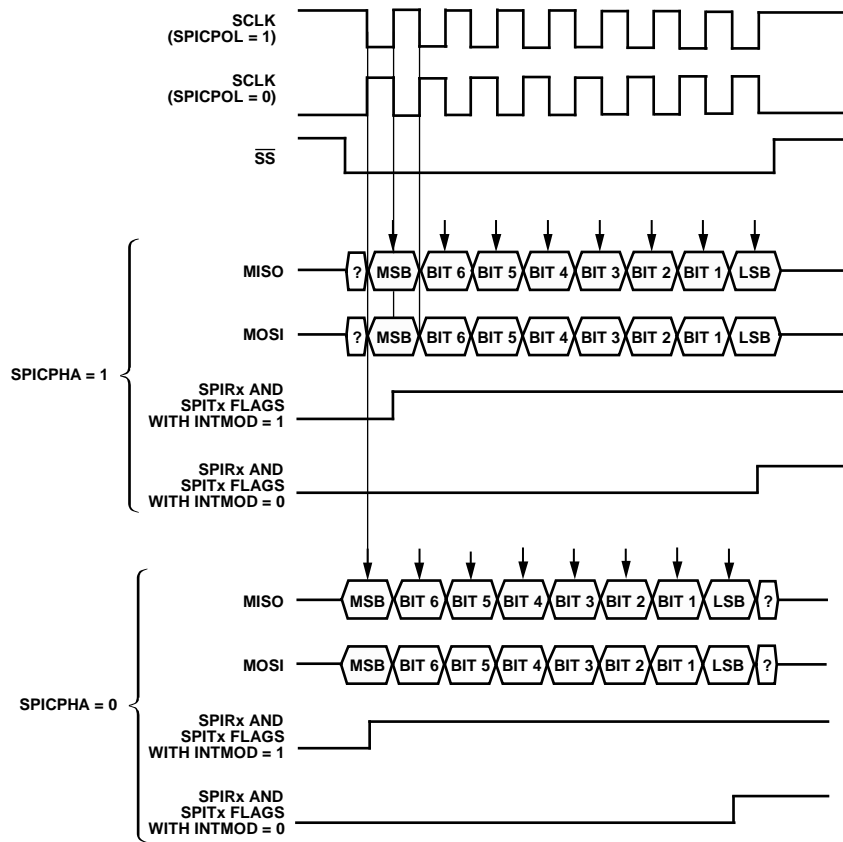 SCLK
(SPICPOL = 1)
SCLK
(SPICPOL = 0)
SS
SPICPHA = 1
MISO ? MSB BIT 6 BIT 5 BIT 4 BIT 3 BIT 2 BIT 1 LSB
MOSI ? MSB BIT 6 BIT 5 BIT 4 BIT 3 BIT 2 BIT 1 LSB
SPIRx AND
SPITx FLAGS
WITH INTMOD = 1
SPIRx AND
SPITx FLAGS
WITH INTMOD = 0
SPICPHA = 0
MISO MSB BIT 6 BIT 5 BIT 4 BIT 3 BIT 2 BIT 1 LSB ?
MOSI MSB BIT 6 BIT 5 BIT 4 BIT 3 BIT 2 BIT 1 LSB ?
SPIRx AND
SPITx FLAGS
WITH INTMOD = 1
SPIRx AND
SPITx FLAGS
WITH INTMOD = 0